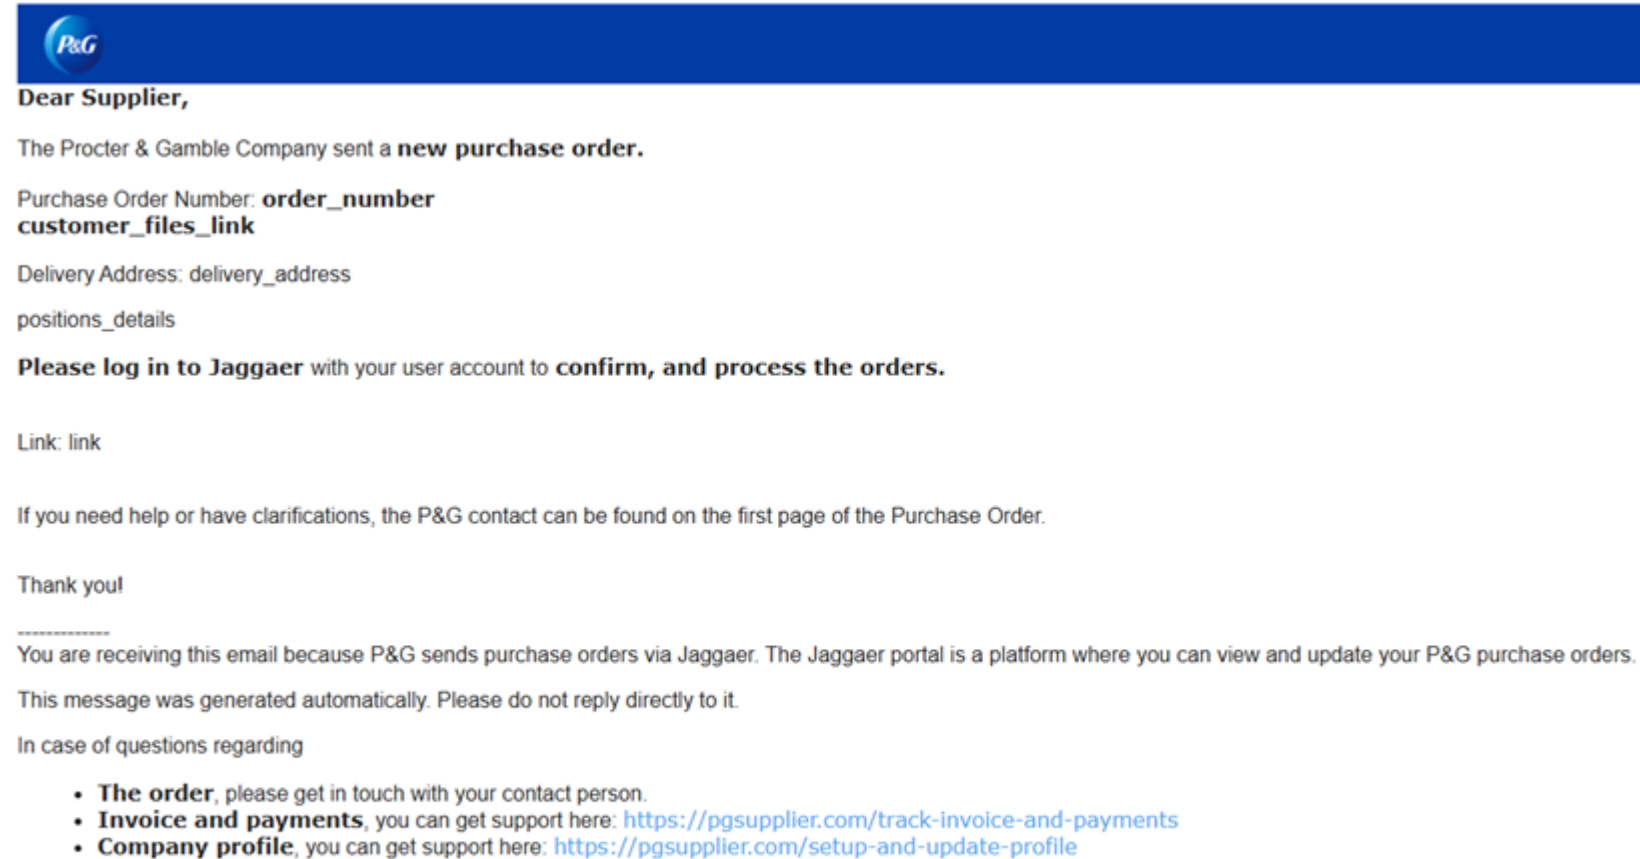 P&G
Dear Supplier,
The Procter & Gamble Company sent a new purchase order.
Purchase Order Number: order_number
customer_files_link
Delivery Address: delivery_address
positions_details
Please log in to Jaggaer with your user account to confirm, and process the orders.
Link: link
If you need help or have clarifications, the P&G contact can be found on the first page of the Purchase Order.
Thank you!
-------------
You are receiving this email because P&G sends purchase orders via Jaggaer. The Jaggaer portal is a platform where you can view and update your P&G purchase orders.
This message was generated automatically. Please do not reply directly to it.
In case of questions regarding
• The order, please get in touch with your contact person.
• Invoice and payments, you can get support here: https://pgsupplier.com/track-invoice-and-payments
• Company profile, you can get support here: https://pgsupplier.com/setup-and-update-profile